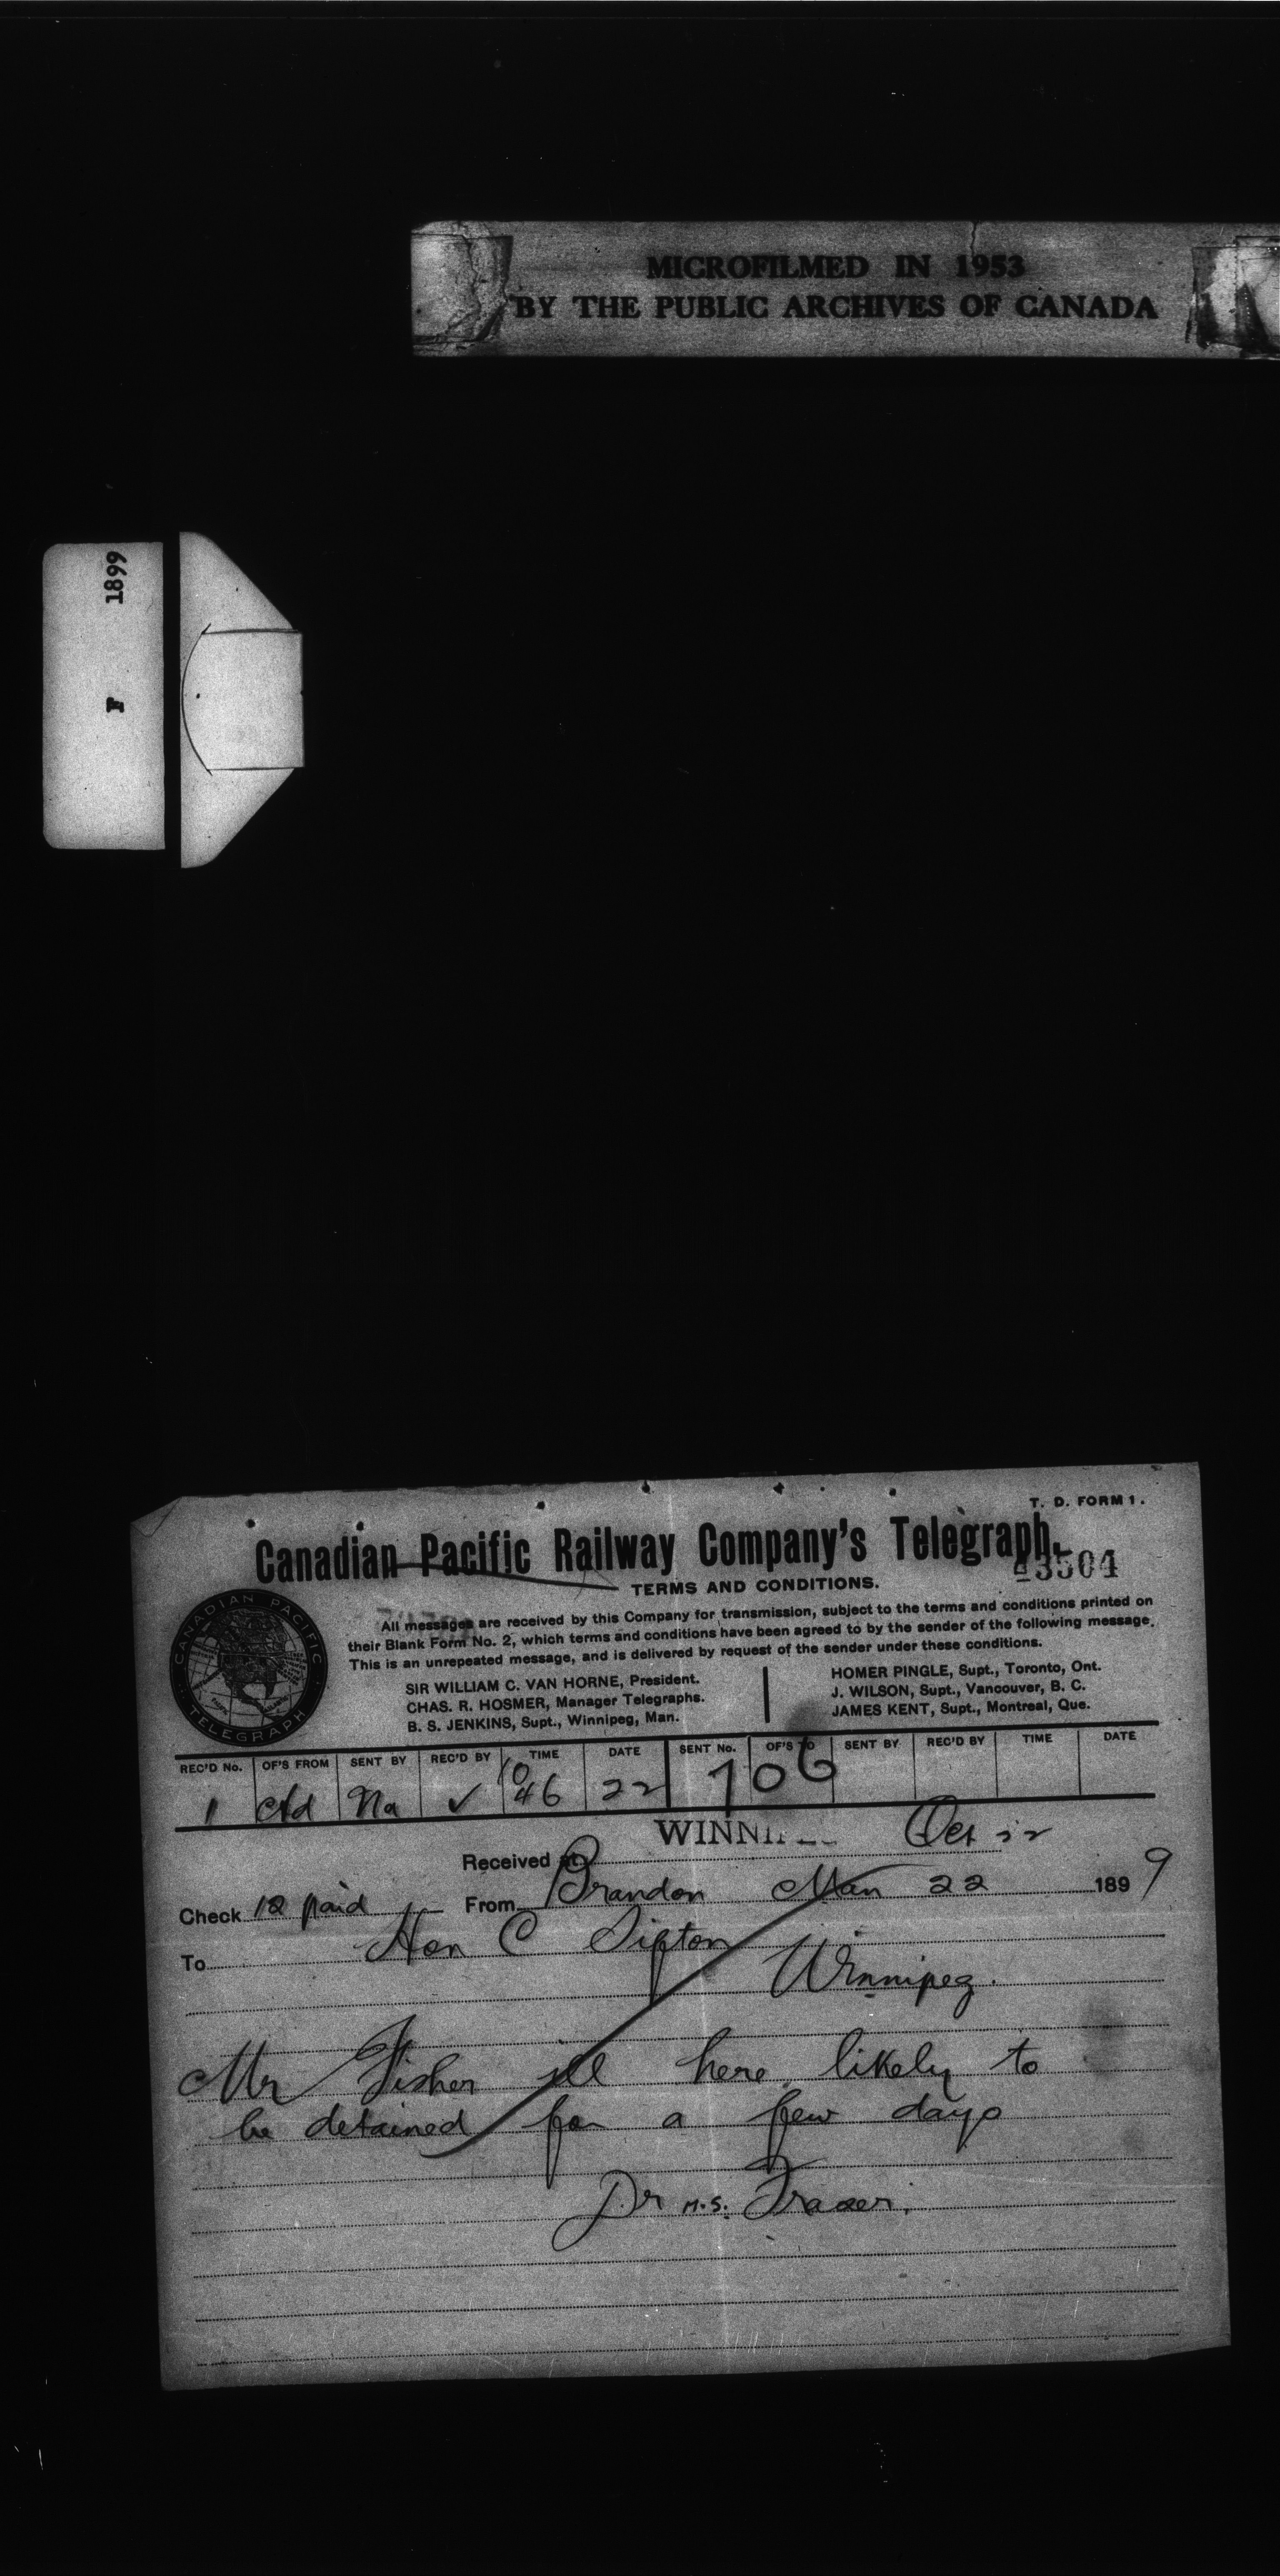 MICROFILMED IN 1953
BY THE PUBLIC ARCHIVES OF CANADA
F 1899
T. D. FORM 1.
Canadian Pacific Railway Company's Telegraph.
43504
TERMS AND CONDITIONS.
All messages are received by this Company for transmission, subject to the terms and conditions printed on
their Blank Form No. 2, which terms and conditions have been agreed to by the sender of the following message.
This is an unrepeated message, and is delivered by request of the sender under these conditions.
CANADIAN PACIFIC TELEGRAPH
SIR WILLIAM C. VAN HORNE, President.
CHAS. R. HOSMER, Manager Telegraphs.
B. S. JENKINS, Supt., Winnipeg, Man.
HOMER PINGLE, Supt., Toronto, Ont.
J. WILSON, Supt., Vancouver, B. C.
JAMES KENT, Supt., Montreal, Que.
REC'D No. OF'S FROM SENT BY REC'D BY TIME DATE SENT No. OF'S TO SENT BY REC'D BY TIME DATE
1 Na ✓ 10 46 22 106
Received at WINNI Oct 22
Check 12 paid From Brandon Man 22 1899
To Hon C Sifton
Winnipeg.
Mr Fisher ill here likely to
be detained for a few days
Dr M.S. Fraser.